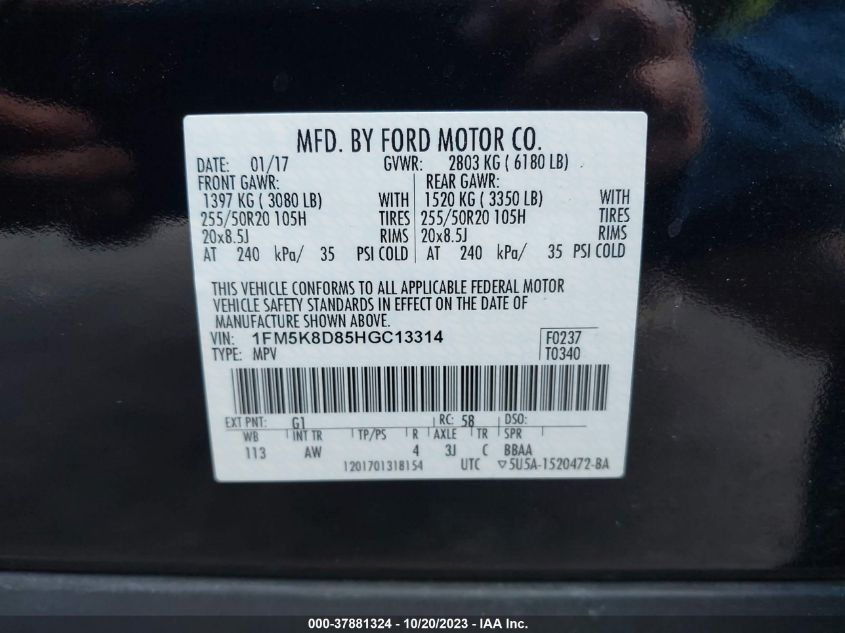 MFD. BY FORD MOTOR CO.
DATE: 01/17 GVWR: 2803 KG ( 6180 LB)
FRONT GAWR: REAR GAWR:
1397 KG ( 3080 LB) WITH 1520 KG ( 3350 LB) WITH
255/50R20 105H TIRES 255/50R20 105H TIRES
20x8.5J RIMS 20x8.5J RIMS
AT 240 kPa/ 35 PSI COLD AT 240 kPa/ 35 PSI COLD
THIS VEHICLE CONFORMS TO ALL APPLICABLE FEDERAL MOTOR
VEHICLE SAFETY STANDARDS IN EFFECT ON THE DATE OF
MANUFACTURE SHOWN ABOVE.
VIN: 1FM5K8D85HGC13314 F0237
TYPE: MPV T0340
EXT PNT: G1 RC: 58 DSO:
WB INT TR TP/PS R AXLE TR SPR
113 AW 4 3J C BBAA
1201701318154 UTC ▽5U5A-1520472-BA
000-37881324 | 10/20/2023 | IAA Inc.